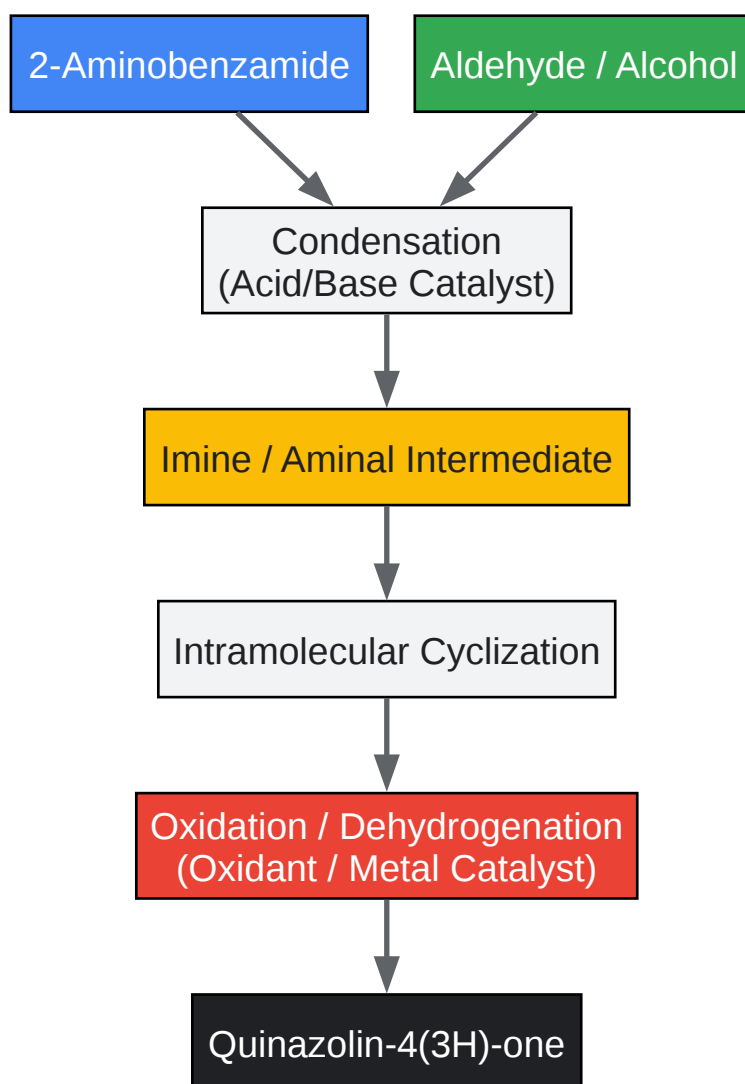 2-Aminobenzamide
Aldehyde / Alcohol
Condensation
(Acid/Base Catalyst)
Imine / Aminal Intermediate
Intramolecular Cyclization
Oxidation / Dehydrogenation
(Oxidant / Metal Catalyst)
Quinazolin-4(3H)-one